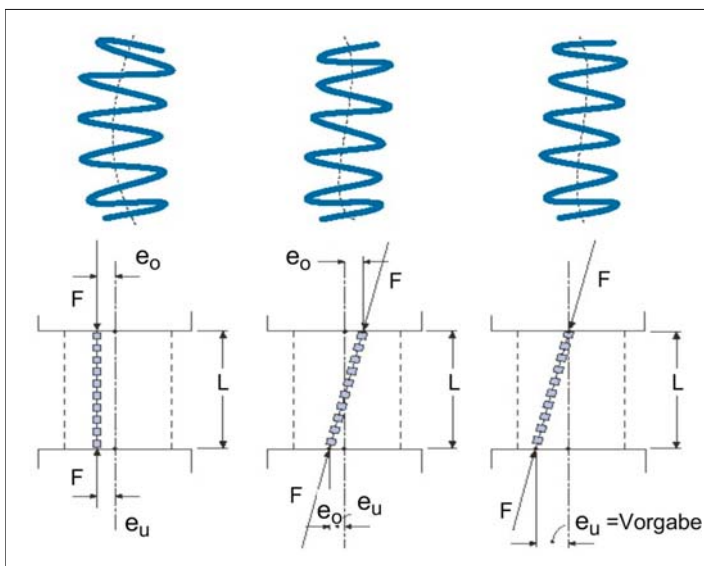 eo eo
F F F
L L L
F F F
eu eo eu eu =Vorgabe